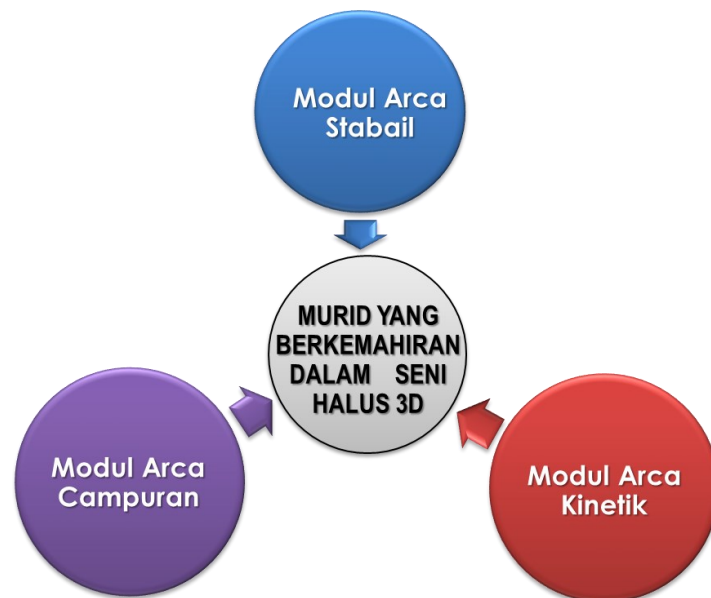 Modul Arca
Stabail
MURID YANG
BERKEMAHIRAN
DALAM SENI
HALUS 3D
Modul Arca
Campuran
Modul Arca
Kinetik